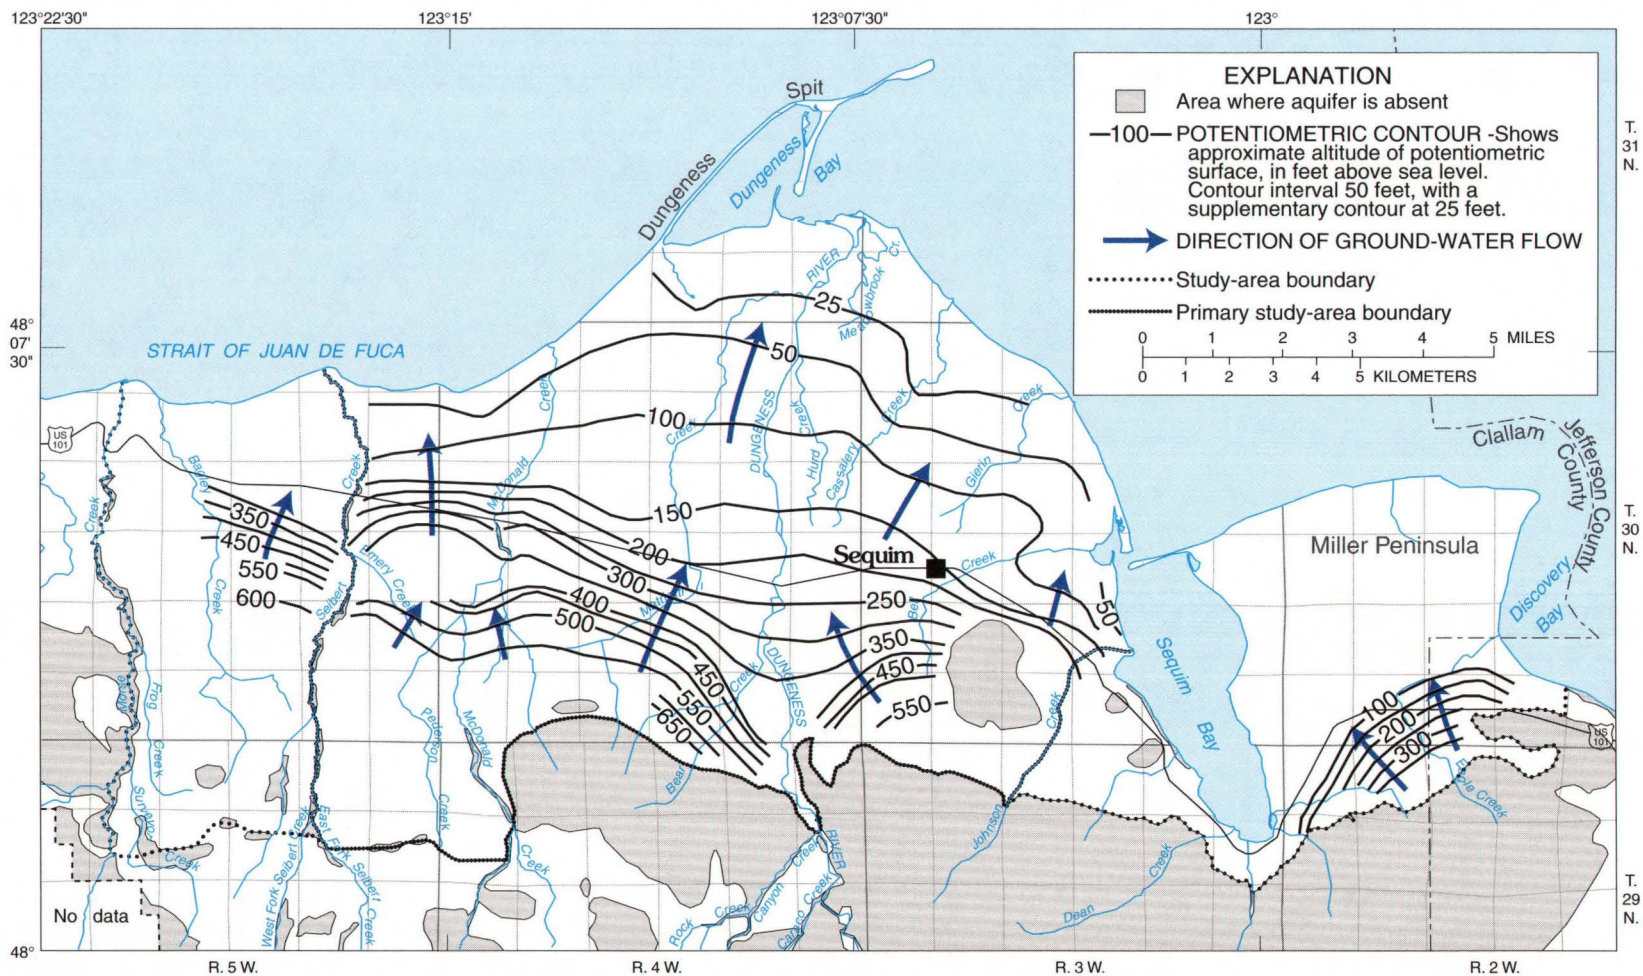 123°22'30"
123°15'
123°07'30"
123°
EXPLANATION
Area where aquifer is absent
100
POTENTIOMETRIC CONTOUR -Shows
approximate altitude of potentiometric
surface, in feet above sea level.
Contour interval 50 feet, with a
supplementary contour at 25 feet.
DIRECTION OF GROUND-WATER FLOW
Study-area boundary
Primary study-area boundary
0 1 2 3 4 5 MILES
0 1 2 3 4 5 KILOMETERS
T.
31
N.
Spit
Dungeness
Dungeness
Bay
RIVER
Meadowbrook
Cr.
25
48°
07'
30"
STRAIT OF JUAN DE FUCA
50
Creek
Creek
Creek
100
Creek
DUNGENESS
Creek
Hurd
Cassalery
Gierin
US
101
Clallam
Jefferson County
County
Bagley
Creek
McDonald
Creek
350
450
550
600
Creek
Emery Creek
Siebert
150
200
300
400
500
Sequim
Creek
250
350
450
550
50
T.
30
N.
Miller Peninsula
Discovery
Bay
Sequim
Bay
450
550
650
Creek
DUNGENESS
Bear
Morse
Frog
Creek
Pederson
Creek
McDonald
Creek
Creek
Johnson
100
200
300
Eagle Creek
US
101
Surveyor
Creek
West Fork Seibert Creek
East Fork Seibert Creek
RIVER
Creek
Canyon
Rock
Creek
Caraco Creek
Dean
Creek
No data
T.
29
N.
48°
R. 5 W.
R. 4 W.
R. 3 W.
R. 2 W.